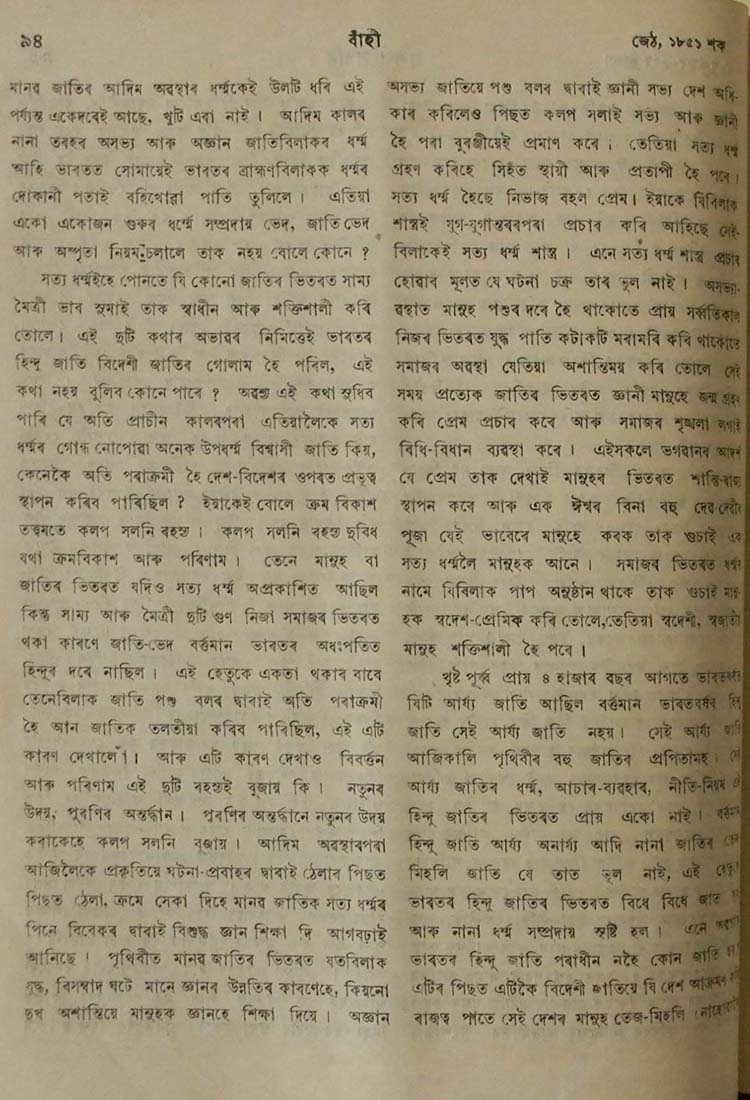 ৯৪
বাঁহী
জেঠ, ১৮৫১ শক
মানৱ জাতিৰ আদিম অৱস্থাৰ ধৰ্ম্মকেই উলটি ধৰি এই
পৰ্য্যন্ত একেদৰেই আছে, খুটি এৰা নাই। আদিম কালৰ
নানা তৰহৰ অসভ্য আৰু অজ্ঞান জাতিবিলাকৰ ধৰ্ম্ম
আহি ভাৰতত সোমায়েই ভাৰতৰ ব্ৰাহ্মণবিলাকক ধৰ্ম্মৰ
দোকানী পতাই বহিখোৱা পাতি তুলিলে। এতিয়া
একো একোজন গুৰুৰ ধৰ্ম্মে সম্প্ৰদায় ভেদ, জাতি ভেদ
আৰু অস্পৃতা নিয়ম চলালে তাক নহয় বোলে কোনে ?
সত্য ধৰ্ম্মইহে পোনতে যি কোনো জাতিৰ ভিতৰত সাম্য
মৈত্ৰী ভাৰ সুমাই তাক স্বাধীন আৰু শক্তিশালী কৰি
তোলে। এই দুটি কথাৰ অভাৱৰ নিমিত্তেই ভাৰতৰ
হিন্দু জাতি বিদেশী জাতিৰ গোলাম হৈ পৰিল, এই
কথা নহয় বুলিব কোনে পাৰে ? অৱশ্যে এই কথা সুধিব
পাৰি যে অতি প্ৰাচীন কালৰপৰা এতিয়ালৈকে সত্য
ধৰ্ম্মৰ গোন্ধ নোপোৱা অনেক উপধৰ্ম্ম বিশ্বাসী জাতি কিয়,
কেনেকৈ অতি পৰাক্ৰমী হৈ দেশ-বিদেশৰ ওপৰত প্ৰভুত্ব
স্থাপন কৰিব পাৰিছিল ? ইয়াকেই বোলে ক্ৰম বিকাশ
তত্ত্বমতে কলপ সলনি ৰহস্য। কলপ সলনি ৰহস্য দুবিধ
যথা ক্ৰমবিকাশ আৰু পৰিণাম। তেনে মানুহ বা
জাতিৰ ভিতৰত যদিও সত্য ধৰ্ম্ম অপ্ৰকাশিত আছিল
কিন্তু সাম্য আৰু মৈত্ৰী দুটি গুণ নিজা সমাজৰ ভিতৰত
থকা কাৰণে জাতি-ভেদ বৰ্ত্তমান ভাৰতৰ অধঃপতিত
হিন্দুৰ দৰে নাছিল। এই হেতুকে একতা থকাৰ বাবে
তেনেবিলাক জাতি পশু বলৰ দ্বাৰাই অতি পৰাক্ৰমী
হৈ আন জাতিক তলতীয়া কৰিব পাৰিছিল, এই এটি
কাৰণ দেখালোঁ। আৰু এটি কাৰণ দেখাও বিবৰ্ত্তন
আৰু পৰিণাম এই দুটি ৰহস্যই বুজায় কি। নতুনৰ
উদয়, পুৰণিৰ অন্তৰ্দ্ধান। পুৰণিৰ অন্তৰ্দ্ধানে নতুনৰ উদয়
কৰাকেহে কলপ সলনি বুজায়। আদিম অৱস্থাৰপৰা
আজিলৈকে প্ৰকৃতিয়ে ঘটনা-প্ৰবাহৰ দ্বাৰাই ঠেলাৰ পিছত
পিছত ঠেলা, ক্ৰমে সেকা দিহে মানৱ জাতিক সত্য ধৰ্ম্মৰ
পিনে বিবেকৰ দ্বাৰাই বিশুদ্ধ জ্ঞান শিক্ষা দি আগবঢ়াই
আনিছে। পৃথিবীত মানৱ জাতিৰ ভিতৰত যতবিলাক
যুদ্ধ, বিসম্বাদ ঘটে মানে জ্ঞানৰ উন্নতিৰ কাৰণেহে, কিয়নো
দুখ অশান্তিয়ে মানুহক জ্ঞানহে শিক্ষা দিয়ে। অজ্ঞান
অসভ্য জাতিয়ে পশু বলৰ দ্বাৰাই জ্ঞানী সভ্য দেশ অধি-
কাৰ কৰিলেও পিছত কলপ সলাই সভ্য আৰু জ্ঞানী
হৈ পৰা বুৰঞ্জীয়েই প্ৰমাণ কৰে। তেতিয়া সত্য ধৰ্ম্ম
গ্ৰহণ কৰিহে সিহঁত স্থায়ী আৰু প্ৰতাপী হৈ পৰে।
সত্য ধৰ্ম্ম হৈছে নিভাজ বহল প্ৰেম। ইয়াকে যিবিলাক
শাস্ত্ৰই যুগ-যুগান্তৰৰপৰা প্ৰচাৰ কৰি আহিছে সেই-
বিলাকেই সত্য ধৰ্ম্ম শাস্ত্ৰ। এনে সত্য ধৰ্ম্ম শাস্ত্ৰ প্ৰচাৰ
হোৱাৰ মূলত যে ঘটনা চক্ৰ তাৰ ভুল নাই। অসভ্যা-
ৱস্থাত মানুহ পশুৰ দৰে হৈ থাকোতে প্ৰায় সৰ্ব্বতিকাল
নিজৰ ভিতৰত যুদ্ধ পাতি কটাকটি মৰামৰি কৰি থাকোতে
সমাজৰ অৱস্থা যেতিয়া অশান্তিময় কৰি তোলে সেই
সময় প্ৰত্যেক জাতিৰ ভিতৰত জ্ঞানী মানুহে জন্ম গ্ৰহণ
কৰি প্ৰেম প্ৰচাৰ কৰে আৰু সমাজৰ শৃঙ্খলা লগাই
বিধি-বিধান ব্যৱস্থা কৰে। এইসকলে ভগৱানৰ আদৰ্শ
যে প্ৰেম তাক দেখাই মানুহৰ ভিতৰত শান্তি-ৰাজ্য
স্থাপন কৰে আৰু এক ঈশ্বৰ বিনা বহু দেৱ দেৱীৰ
পূজা যেই ভাবেৰে মানুহে কৰক তাক গুচাই এক
সত্য ধৰ্ম্মলৈ মানুহক আনে। সমাজৰ ভিতৰত ধৰ্ম্মৰ
নামে যিবিলাক পাপ অনুষ্ঠান থাকে তাক গুচাই মানু-
হক স্বদেশ-প্ৰেমিক কৰি তোলে, তেতিয়া স্বদেশী, স্বজাতী
মানুহ শক্তিশালী হৈ পৰে।
খৃষ্ট পূৰ্ব্ব প্ৰায় ৪ হাজাৰ বছৰ আগতে ভাৰতবৰ্ষত
যিটি আৰ্য্য জাতি আছিল বৰ্ত্তমান ভাৰতবৰ্ষৰ হিন্দু
জাতি সেই আৰ্য্য জাতি নহয়। সেই আৰ্য্য জাতি
আজিকালি পৃথিবীৰ বহু জাতিৰ প্ৰপিতামহ।
আৰ্য্য জাতিৰ ধৰ্ম্ম, আচাৰ-ব্যৱহাৰ, নীতি-নিয়ম
হিন্দু জাতিৰ ভিতৰত প্ৰায় একো নাই। বৰ্ত্তমান
হিন্দু জাতি আৰ্য্য অনাৰ্য্য আদি নানা জাতিৰ তেজ
মিহলি জাতি যে তাত ভুল নাই, এই হেতুকে
ভাৰতৰ হিন্দু জাতিৰ ভিতৰত বিধে বিধে জাত
আৰু নানা ধৰ্ম্ম সম্প্ৰদায় সৃষ্টি হল। এনে
ভাৰতৰ হিন্দু জাতি পৰাধীন নহৈ কোন জাতি
এটিৰ পিছত এটিকৈ বিদেশী জাতিয়ে যি দেশ আক্ৰমণ
ৰাজত্ব পাতে সেই দেশৰ মানুহ তেজ-মিহলি